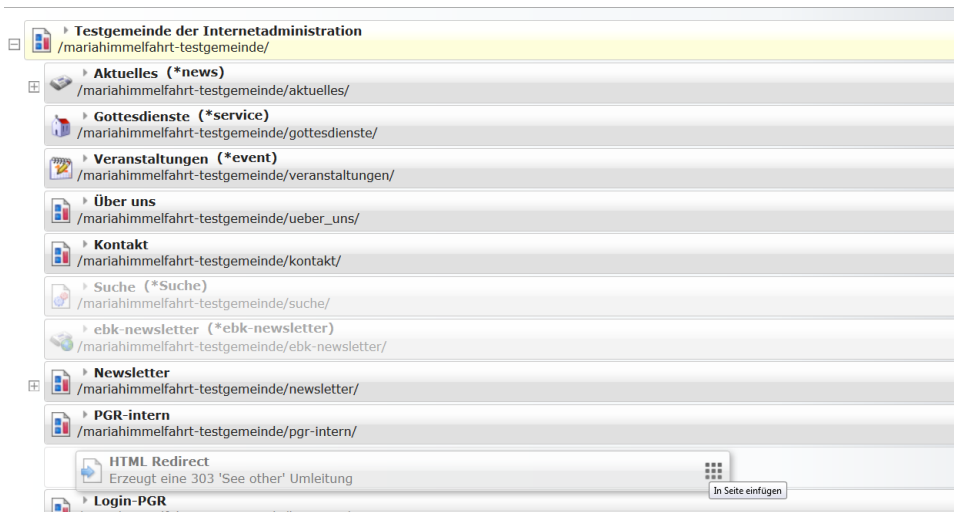 Testgemeinde der Internetadministration
/mariahimmelfahrt-testgemeinde/
Aktuelles (*news)
/mariahimmelfahrt-testgemeinde/aktuelles/
Gottesdienste (*service)
/mariahimmelfahrt-testgemeinde/gottesdienste/
Veranstaltungen (*event)
/mariahimmelfahrt-testgemeinde/veranstaltungen/
Über uns
/mariahimmelfahrt-testgemeinde/ueber_uns/
Kontakt
/mariahimmelfahrt-testgemeinde/kontakt/
Suche (*Suche)
/mariahimmelfahrt-testgemeinde/suche/
ebk-newsletter (*ebk-newsletter)
/mariahimmelfahrt-testgemeinde/ebk-newsletter/
Newsletter
/mariahimmelfahrt-testgemeinde/newsletter/
PGR-intern
/mariahimmelfahrt-testgemeinde/pgr-intern/
HTML Redirect
Erzeugt eine 303 'See other' Umleitung
In Seite einfügen
Login-PGR